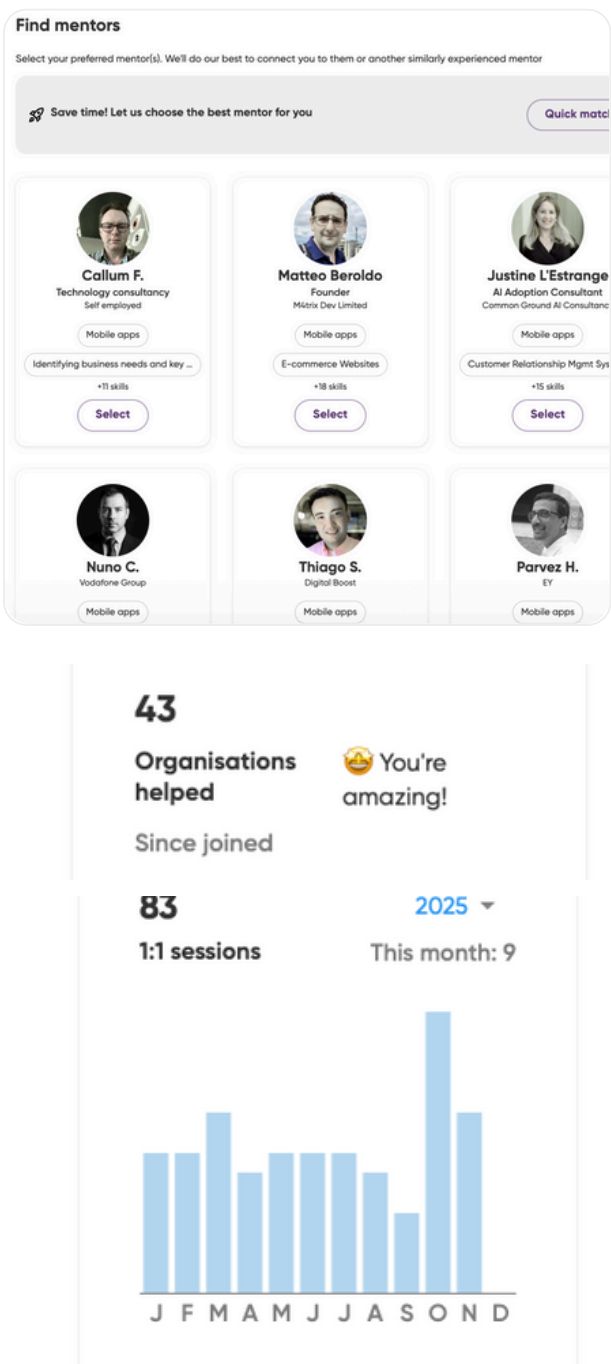 Find mentors
Select your preferred mentor(s). We'll do our best to connect you to them or another similarly experienced mentor
Save time! Let us choose the best mentor for you
Quick matc
Callum F.
Technology consultancy
Self employed
Mobile apps
Identifying business needs and key ...
+11 skills
Select
Matteo Beroldo
Founder
M4trix Dev Limited
Mobile apps
E-commerce Websites
+18 skills
Select
Justine L'Estrange
AI Adoption Consultant
Common Ground AI Consultanc
Mobile apps
Customer Relationship Mgmt Sys
+15 skills
Select
Nuno C.
Vodafone Group
Mobile apps
Thiago S.
Digital Boost
Mobile apps
Parvez H.
EY
Mobile apps
43
Organisations
helped
Since joined
🤩 You're
amazing!
83
1:1 sessions
2025
This month: 9
J F M A M J J A S O N D